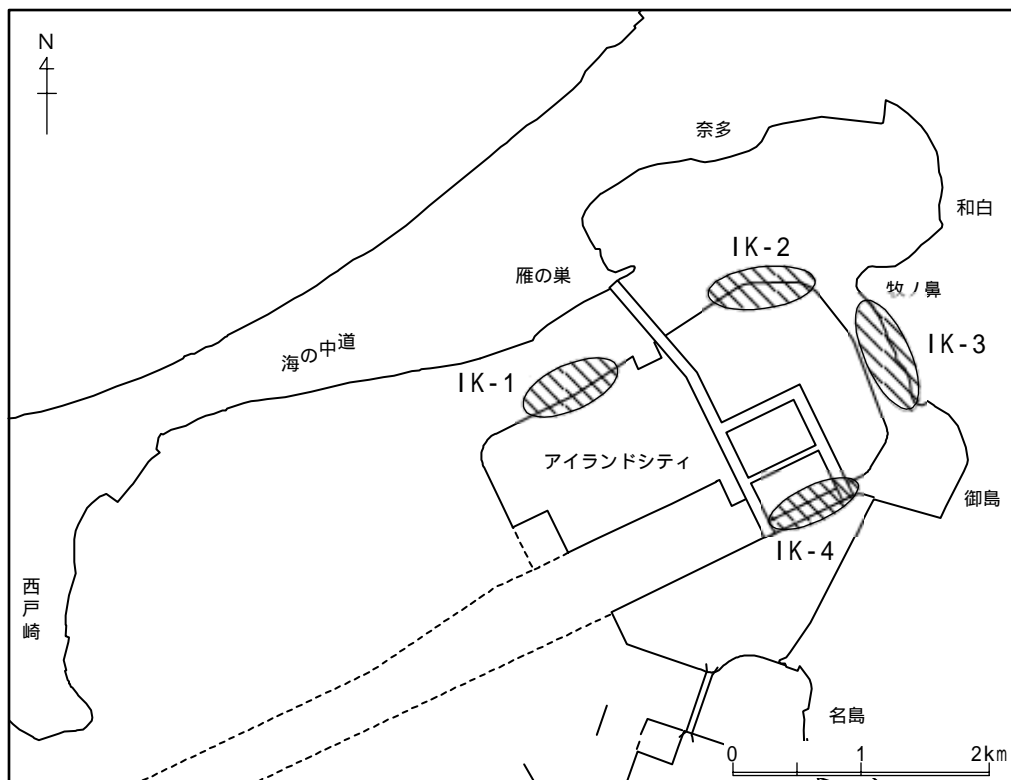 N
奈多
和白
IK-2
雁の巣
牧ノ鼻
海の中道
IK-3
IK-1
アイランドシティ
御島
IK-4
西戸崎
名島
0 1 2km